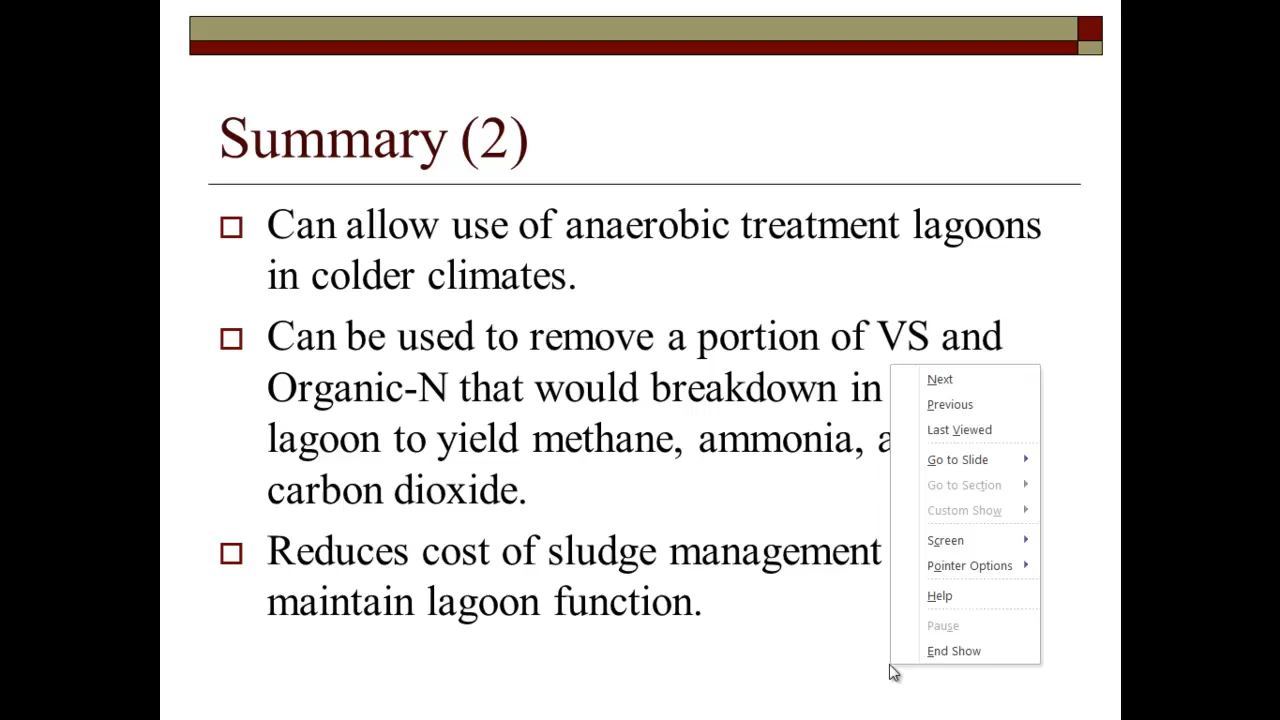 Summary (2)
Can allow use of anaerobic treatment lagoons
in colder climates.
Can be used to remove a portion of VS and
Organic-N that would breakdown in
lagoon to yield methane, ammonia,
carbon dioxide.
Reduces cost of sludge management
maintain lagoon function.
Next
Previous
Last Viewed
Go to Slide
Go to Section
Custom Show
Screen
Pointer Options
Help
Pause
End Show